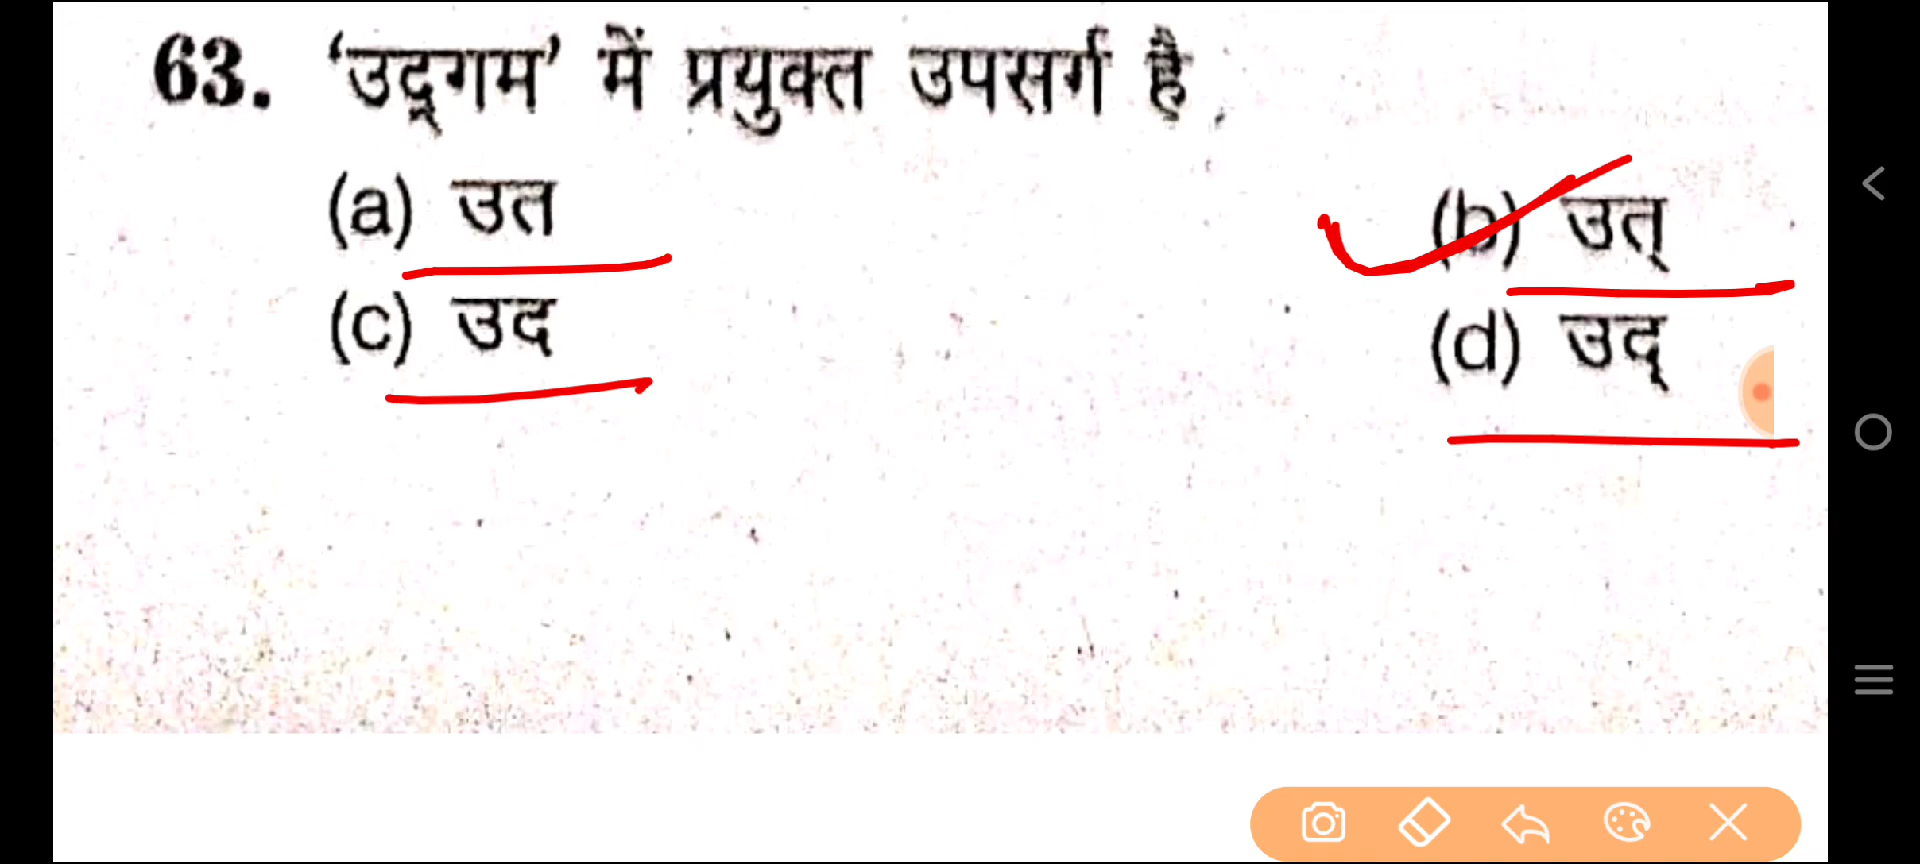 63. ‘उद्गम’ में प्रयुक्त उपसर्ग है
(a) उत (b) उत्
(c) उद (d) उद्